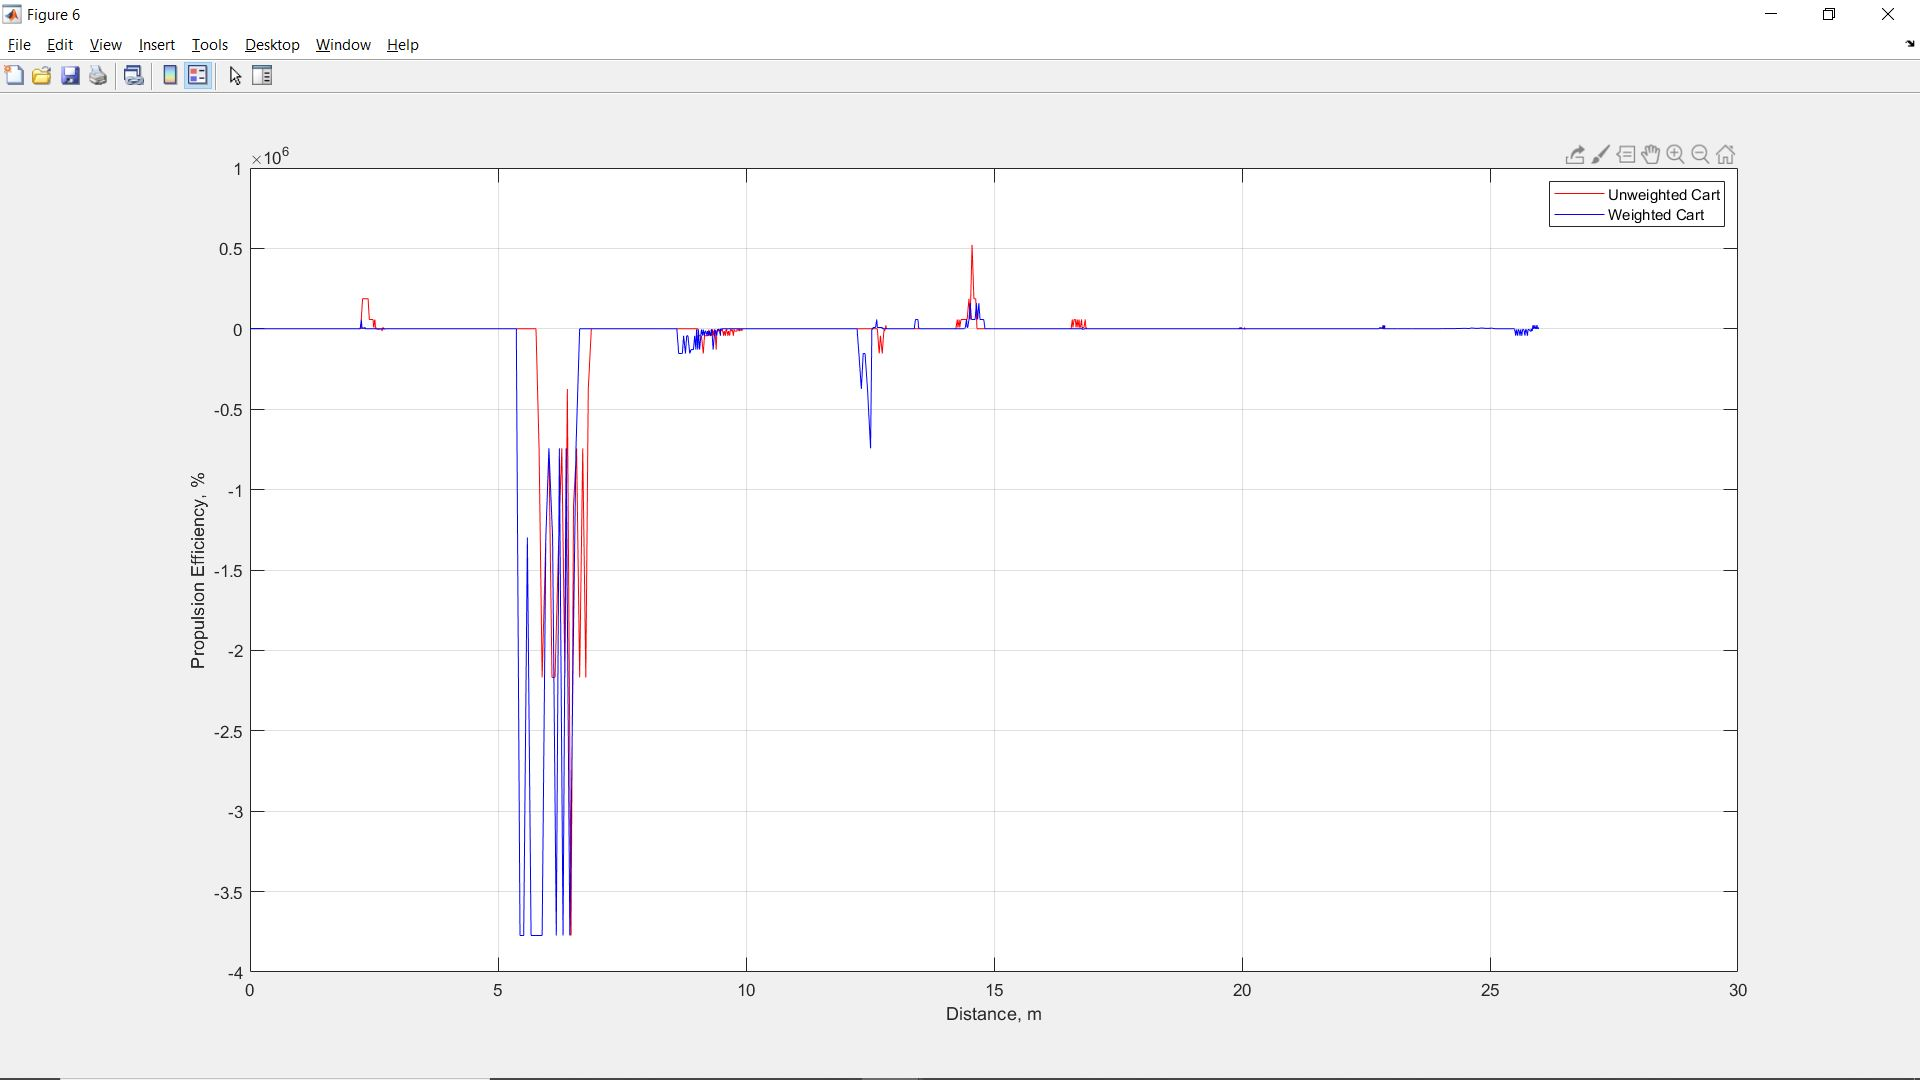 Figure 6
File Edit View Insert Tools Desktop Window Help
×10⁶
1
0.5
0
-0.5
-1
-1.5
-2
-2.5
-3
-3.5
-4
Propulsion Efficiency, %
Unweighted Cart
Weighted Cart
0 5 10 15 20 25 30
Distance, m